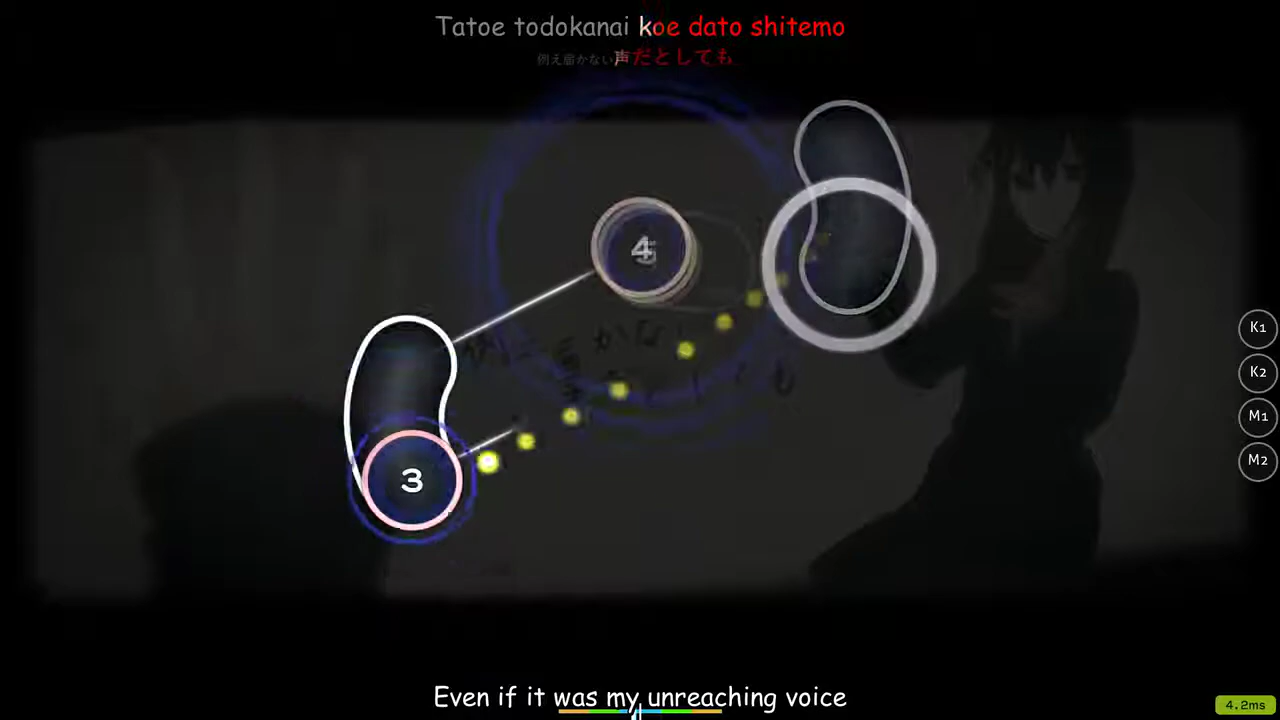 Tatoe todokanai koe dato shitemo
例え届かない声だとしても
4
3
K1
K2
M1
M2
Even if it was my unreaching voice
4.2ms